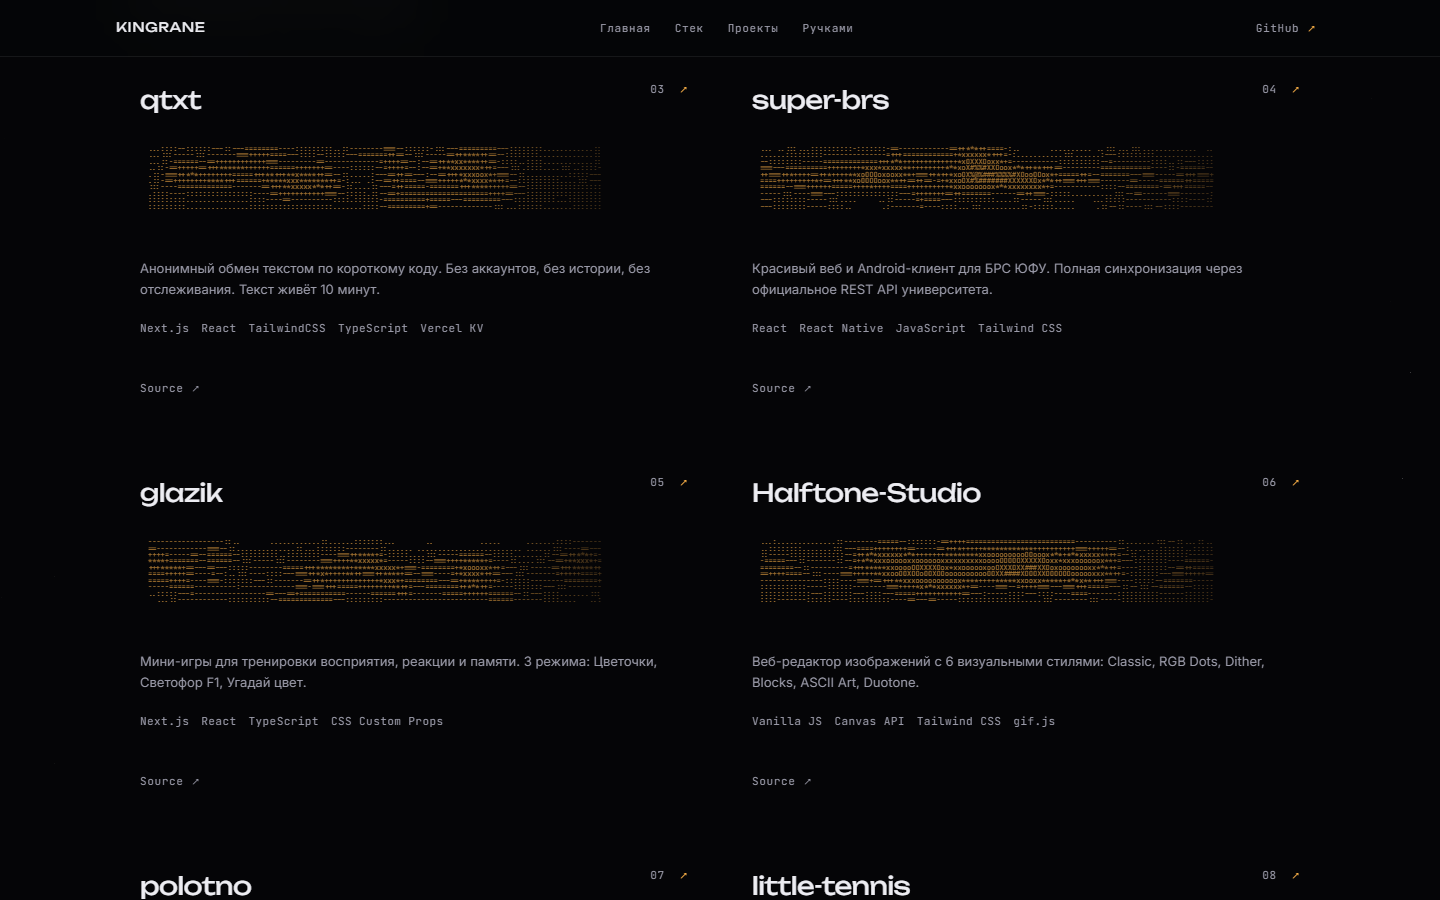 KINGRANE
Главная Стек Проекты Ручками
GitHub ↗
qtxt
03 ↗
Анонимный обмен текстом по короткому коду. Без аккаунтов, без истории, без
отслеживания. Текст живёт 10 минут.
Next.js React TailwindCSS TypeScript Vercel KV
Source ↗
super-brs
04 ↗
Красивый веб и Android-клиент для БРС ЮФУ. Полная синхронизация через
официальное REST API университета.
React React Native JavaScript Tailwind CSS
Source ↗
glazik
05 ↗
Мини-игры для тренировки восприятия, реакции и памяти. 3 режима: Цветочки,
Светофор F1, Угадай цвет.
Next.js React TypeScript CSS Custom Props
Source ↗
Halftone-Studio
06 ↗
Веб-редактор изображений с 6 визуальными стилями: Classic, RGB Dots, Dither,
Blocks, ASCII Art, Duotone.
Vanilla JS Canvas API Tailwind CSS gif.js
Source ↗
polotno
07 ↗
little-tennis
08 ↗